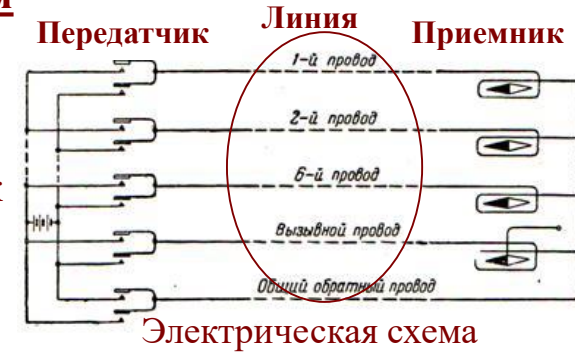 Линия
Передатчик
Приемник
1-й провод
2-й провод
6-й провод
Вызывной провод
Общий обратный провод
Электрическая схема